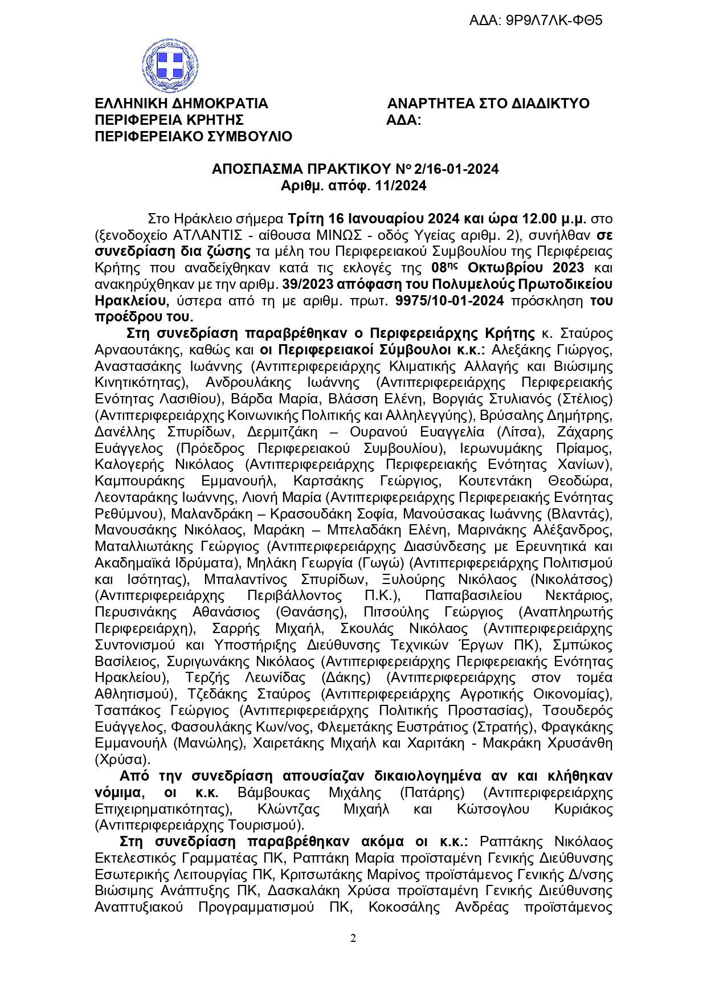 ΑΔΑ: 9Ρ9Λ7ΛΚ-ΦΘ5
ΕΛΛΗΝΙΚΗ ΔΗΜΟΚΡΑΤΙΑ ΑΝΑΡΤΗΤΕΑ ΣΤΟ ΔΙΑΔΙΚΤΥΟ
ΠΕΡΙΦΕΡΕΙΑ ΚΡΗΤΗΣ ΑΔΑ:
ΠΕΡΙΦΕΡΕΙΑΚΟ ΣΥΜΒΟΥΛΙΟ
ΑΠΟΣΠΑΣΜΑ ΠΡΑΚΤΙΚΟΥ Νο 2/16-01-2024
Αριθμ. απόφ. 11/2024
Στο Ηράκλειο σήμερα Τρίτη 16 Ιανουαρίου 2024 και ώρα 12.00 μ.μ. στο
(ξενοδοχείο ΑΤΛΑΝΤΙΣ - αίθουσα ΜΙΝΩΣ - οδός Υγείας αριθμ. 2), συνήλθαν σε
συνεδρίαση δια ζώσης τα μέλη του Περιφερειακού Συμβουλίου της Περιφέρειας
Κρήτης που αναδείχθηκαν κατά τις εκλογές της 08ης Οκτωβρίου 2023 και
ανακηρύχθηκαν με την αριθμ. 39/2023 απόφαση του Πολυμελούς Πρωτοδικείου
Ηρακλείου, ύστερα από τη με αριθμ. πρωτ. 9975/10-01-2024 πρόσκληση του
προέδρου του.
Στη συνεδρίαση παραβρέθηκαν ο Περιφερειάρχης Κρήτης κ. Σταύρος
Αρναουτάκης, καθώς και οι Περιφερειακοί Σύμβουλοι κ.κ.: Αλεξάκης Γιώργος,
Αναστασάκης Ιωάννης (Αντιπεριφερειάρχης Κλιματικής Αλλαγής και Βιώσιμης
Κινητικότητας), Ανδρουλάκης Ιωάννης (Αντιπεριφερειάρχης Περιφερειακής
Ενότητας Λασιθίου), Βάρδα Μαρία, Βλάσση Ελένη, Βοργιάς Στυλιανός (Στέλιος)
(Αντιπεριφερειάρχης Κοινωνικής Πολιτικής και Αλληλεγγύης), Βρύσαλης Δημήτρης,
Δανέλλης Σπυρίδων, Δερμιτζάκη – Ουρανού Ευαγγελία (Λίτσα), Ζάχαρης
Ευάγγελος (Πρόεδρος Περιφερειακού Συμβουλίου), Ιερωνυμάκης Πρίαμος,
Καλογερής Νικόλαος (Αντιπεριφερειάρχης Περιφερειακής Ενότητας Χανίων),
Καμπουράκης Εμμανουήλ, Καρτσάκης Γεώργιος, Κουτεντάκη Θεοδώρα,
Λεονταράκης Ιωάννης, Λιονή Μαρία (Αντιπεριφερειάρχης Περιφερειακής Ενότητας
Ρεθύμνου), Μαλανδράκη – Κρασουδάκη Σοφία, Μανούσακας Ιωάννης (Βλαντάς),
Μανουσάκης Νικόλαος, Μαράκη – Μπελαδάκη Ελένη, Μαρινάκης Αλέξανδρος,
Ματαλλιωτάκης Γεώργιος (Αντιπεριφερειάρχης Διασύνδεσης με Ερευνητικά και
Ακαδημαϊκά Ιδρύματα), Μηλάκη Γεωργία (Γωγώ) (Αντιπεριφερειάρχης Πολιτισμού
και Ισότητας), Μπαλαντίνος Σπυρίδων, Ξυλούρης Νικόλαος (Νικολάτσος)
(Αντιπεριφερειάρχης Περιβάλλοντος Π.Κ.), Παπαβασιλείου Νεκτάριος,
Περυσινάκης Αθανάσιος (Θανάσης), Πιτσούλης Γεώργιος (Αναπληρωτής
Περιφερειάρχη), Σαρρής Μιχαήλ, Σκουλάς Νικόλαος (Αντιπεριφερειάρχης
Συντονισμού και Υποστήριξης Διεύθυνσης Τεχνικών Έργων ΠΚ), Σμπώκος
Βασίλειος, Συριγωνάκης Νικόλαος (Αντιπεριφερειάρχης Περιφερειακής Ενότητας
Ηρακλείου), Τερζής Λεωνίδας (Δάκης) (Αντιπεριφερειάρχης στον τομέα
Αθλητισμού), Τζεδάκης Σταύρος (Αντιπεριφερειάρχης Αγροτικής Οικονομίας),
Τσαπάκος Γεώργιος (Αντιπεριφερειάρχης Πολιτικής Προστασίας), Τσουδερός
Ευάγγελος, Φασουλάκης Κων/νος, Φλεμετάκης Ευστράτιος (Στρατής), Φραγκάκης
Εμμανουήλ (Μανώλης), Χαιρετάκης Μιχαήλ και Χαριτάκη - Μακράκη Χρυσάνθη
(Χρύσα).
Από την συνεδρίαση απουσίαζαν δικαιολογημένα αν και κλήθηκαν
νόμιμα, οι κ.κ. Βάμβουκας Μιχάλης (Πατάρης) (Αντιπεριφερειάρχης
Επιχειρηματικότητας), Κλώντζας Μιχαήλ και Κώτσογλου Κυριάκος
(Αντιπεριφερειάρχης Τουρισμού).
Στη συνεδρίαση παραβρέθηκαν ακόμα οι κ.κ.: Ραπτάκης Νικόλαος
Εκτελεστικός Γραμματέας ΠΚ, Ραπτάκη Μαρία προϊσταμένη Γενικής Διεύθυνσης
Εσωτερικής Λειτουργίας ΠΚ, Κριτσωτάκης Μαρίνος προϊστάμενος Γενικής Δ/νσης
Βιώσιμης Ανάπτυξης ΠΚ, Δασκαλάκη Χρύσα προϊσταμένη Γενικής Διεύθυνσης
Αναπτυξιακού Προγραμματισμού ΠΚ, Κοκοσάλης Ανδρέας προϊστάμενος
2